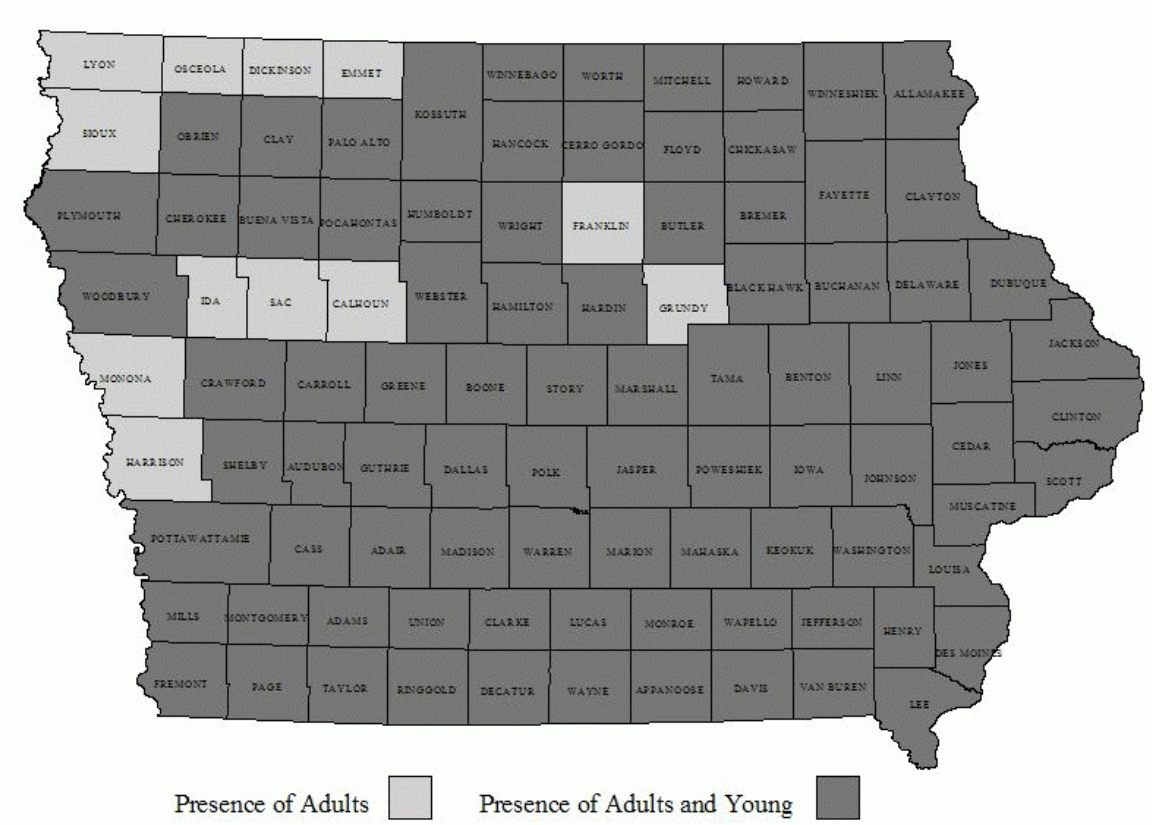 LYON OSCEOLA DICKINSON EMMET
KOSSUTH WINNEBAGO WORTH MITCHELL HOWARD WINNESHIEK ALLAMAKEE
SIOUX OBRIEN CLAY PALO ALTO HANCOCK CERRO GORDO FLOYD CHICKASAW
PLYMOUTH CHEROKEE BUENA VISTA POCAHONTAS HUMBOLDT WRIGHT FRANKLIN BUTLER BREMER FAYETTE CLAYTON
WOODBURY IDA SAC CALHOUN WEBSTER HAMILTON HARDIN GRUNDY BLACK HAWK BUCHANAN DELAWARE DUBUQUE
MONONA CRAWFORD CARROLL GREENE BOONE STORY MARSHALL TAMA BENTON LINN JONES JACKSON
CLINTON
HARRISON SHELBY AUDUBON GUTHRIE DALLAS POLK JASPER POWESHIEK IOWA JOHNSON CEDAR SCOTT
MUSCATINE
POTTAWATTAMIE CASS ADAIR MADISON WARREN MARION MAHASKA KEOKUK WASHINGTON LOUISA
MILLS MONTGOMERY ADAMS UNION CLARKE LUCAS MONROE WAPELLO JEFFERSON HENRY DES MOINES
FREMONT PAGE TAYLOR RINGGOLD DECATUR WAYNE APPANOOSE DAVIS VAN BUREN LEE
Presence of Adults Presence of Adults and Young